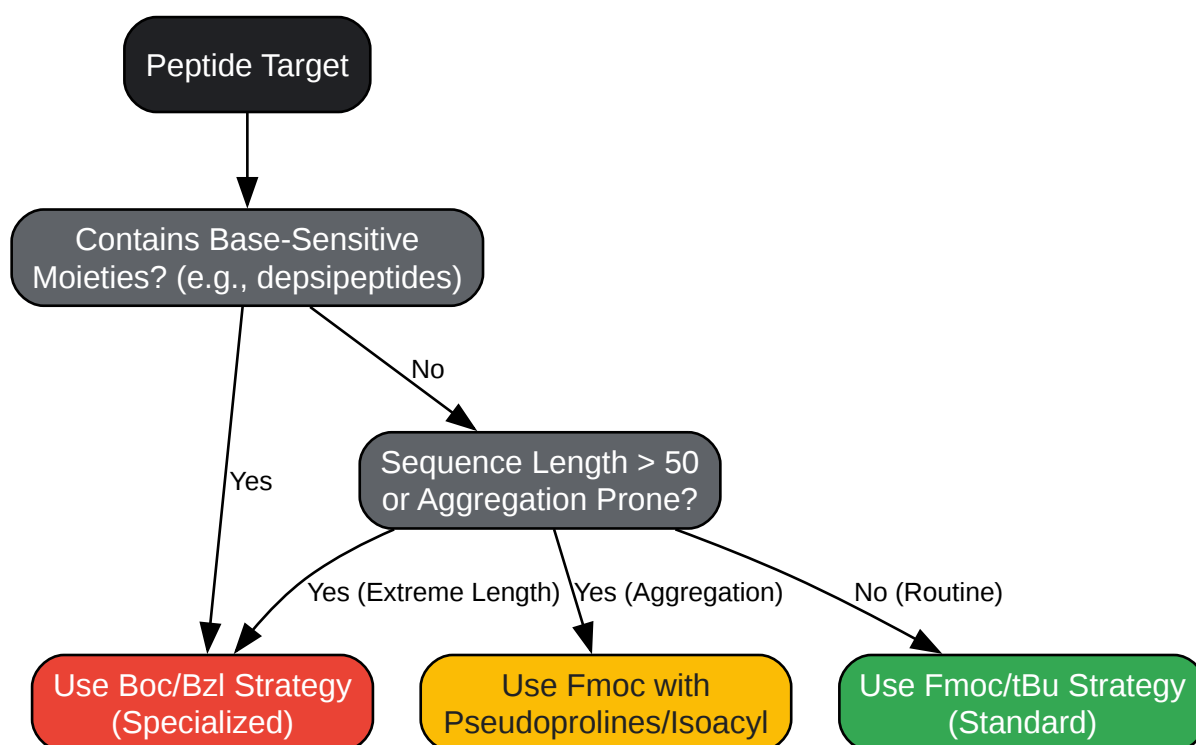 Peptide Target
Contains Base-Sensitive
Moieties? (e.g., depsipeptides)
No
Sequence Length > 50
or Aggregation Prone?
Yes
Yes (Extreme Length)
Yes (Aggregation)
No (Routine)
Use Boc/Bzl Strategy
(Specialized)
Use Fmoc with
Pseudoprolines/Isoacyl
Use Fmoc/tBu Strategy
(Standard)